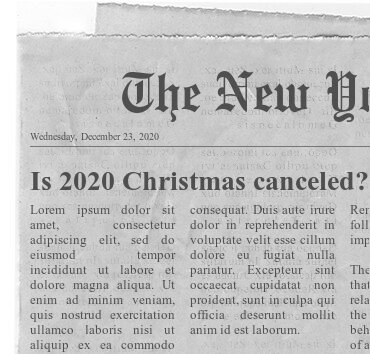 The New Yo
Wednesday, December 23, 2020
Is 2020 Christmas canceled?
Lorem ipsum dolor sit
amet, consectetur
adipiscing elit, sed do
eiusmod tempor
incididunt ut labore et
dolore magna aliqua. Ut
enim ad minim veniam,
quis nostrud exercitation
ullamco laboris nisi ut
aliquip ex ea commodo
consequat. Duis aute irure
dolor in reprehenderit in
voluptate velit esse cillum
dolore eu fugiat nulla
pariatur. Excepteur sint
occaecat cupidatat non
proident, sunt in culpa qui
officia deserunt mollit
anim id est laborum.
foll
imp
The
that
rela
the
beh
of a